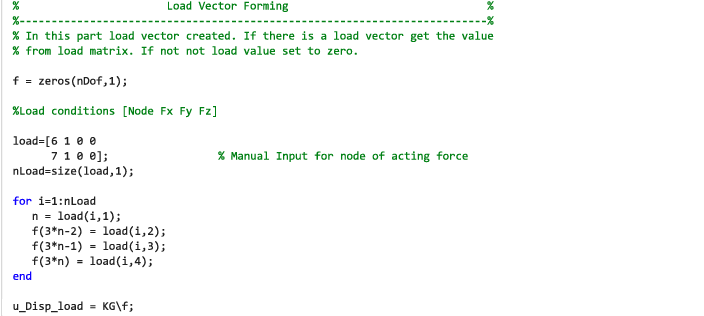 %                       Load Vector Forming                              %
%------------------------------------------------------------------------%
% In this part load vector created. If there is a load vector get the value
% from load matrix. If not not load value set to zero.
f = zeros(nDof,1);
%Load conditions [Node Fx Fy Fz]
load=[6 1 0 0
      7 1 0 0];                 % Manual Input for node of acting force
nLoad=size(load,1);
for i=1:nLoad
   n = load(i,1);
   f(3*n-2) = load(i,2);
   f(3*n-1) = load(i,3);
   f(3*n) = load(i,4);
end
u_Disp_load = KG\f;